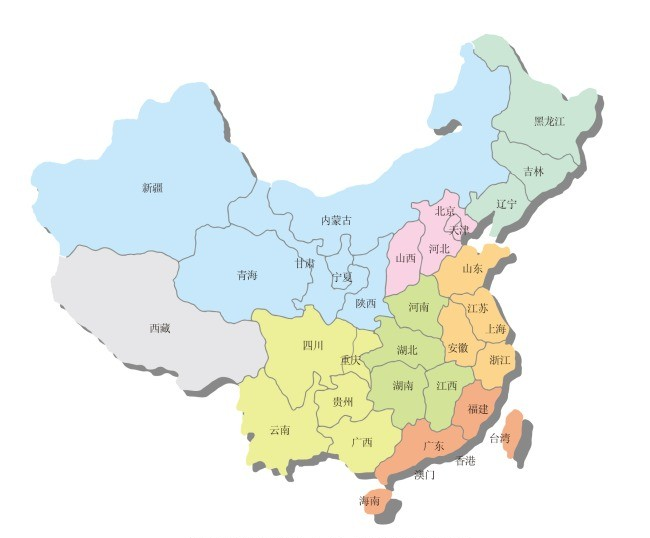 黑龙江
吉林
辽宁
新疆
内蒙古
北京
天津
河北
山西
甘肃
宁夏
青海
陕西
山东
河南
江苏
上海
安徽
浙江
西藏
四川
重庆
湖北
湖南
江西
贵州
福建
云南
广西
广东
台湾
香港
澳门
海南